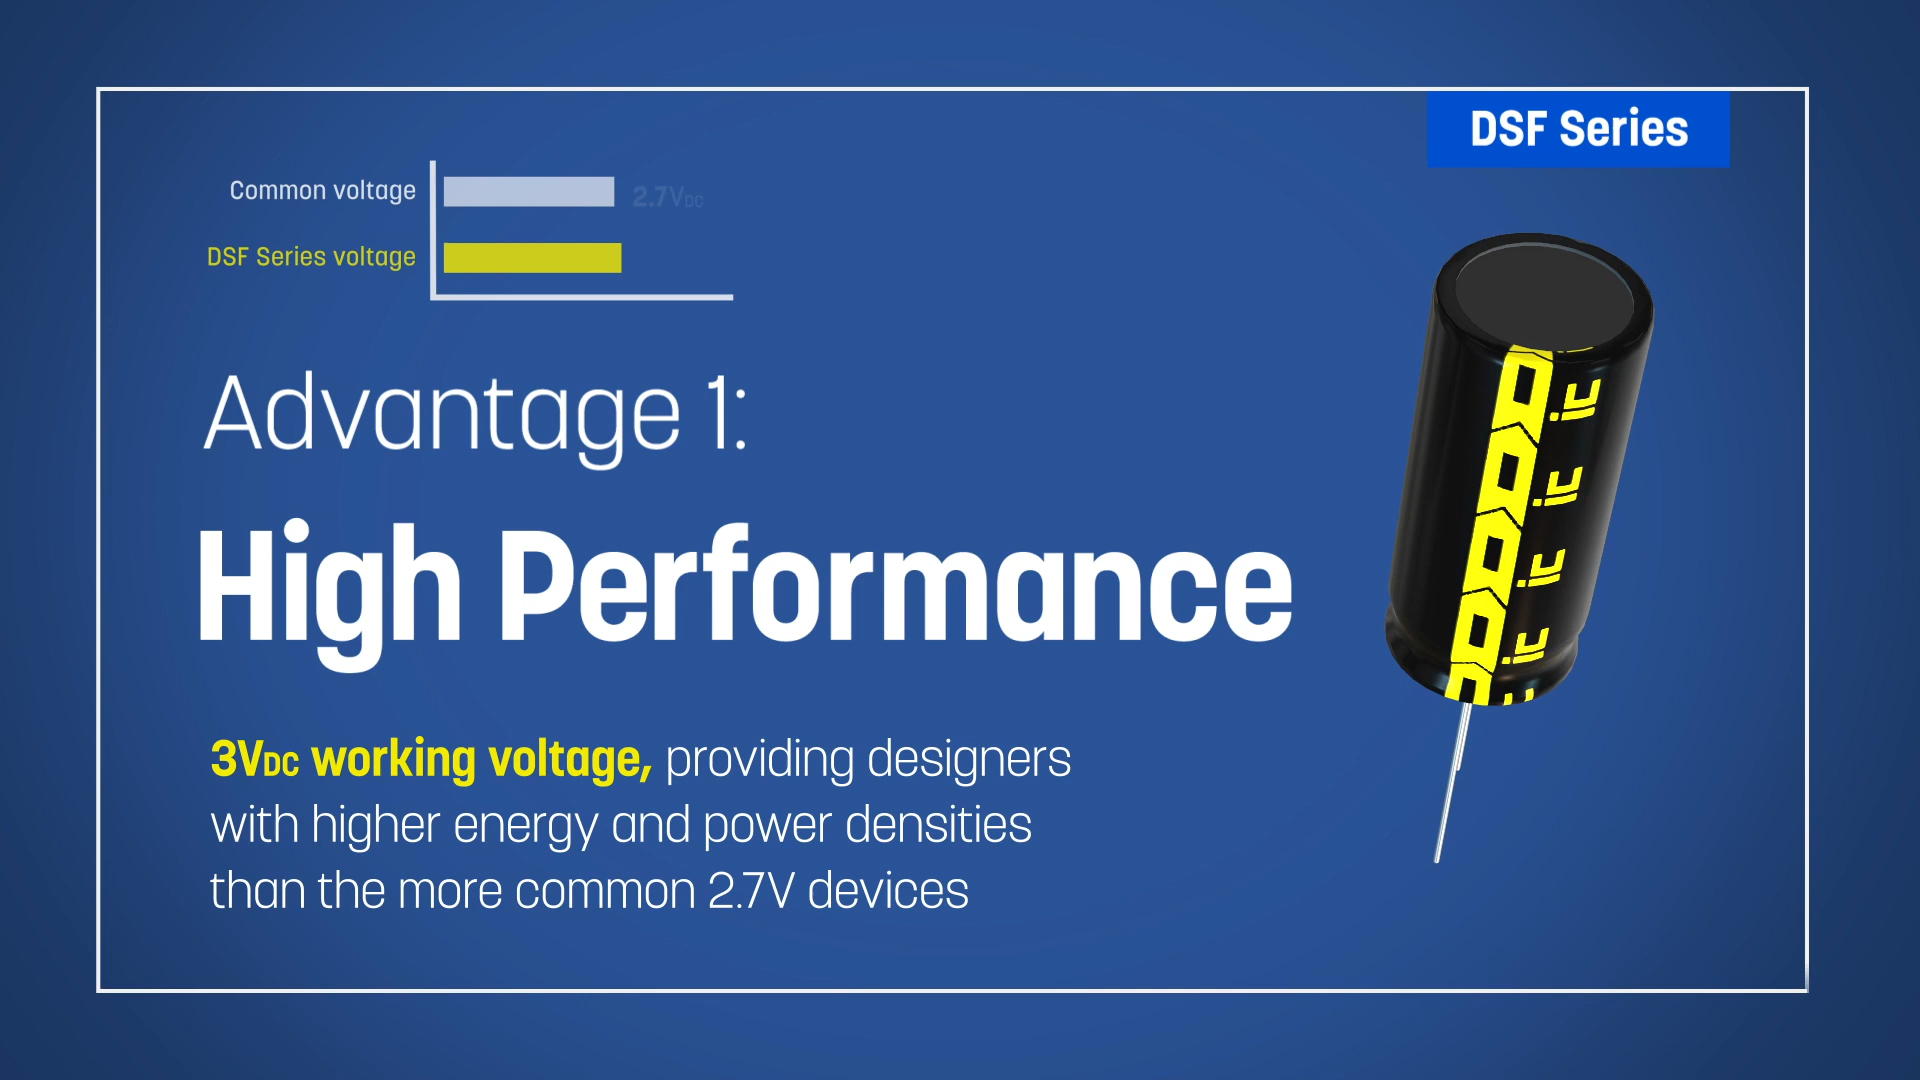 DSF Series
Common voltage
2.7VDC
DSF Series voltage
Advantage 1:
High Performance
3VDC working voltage, providing designers
with higher energy and power densities
than the more common 2.7V devices